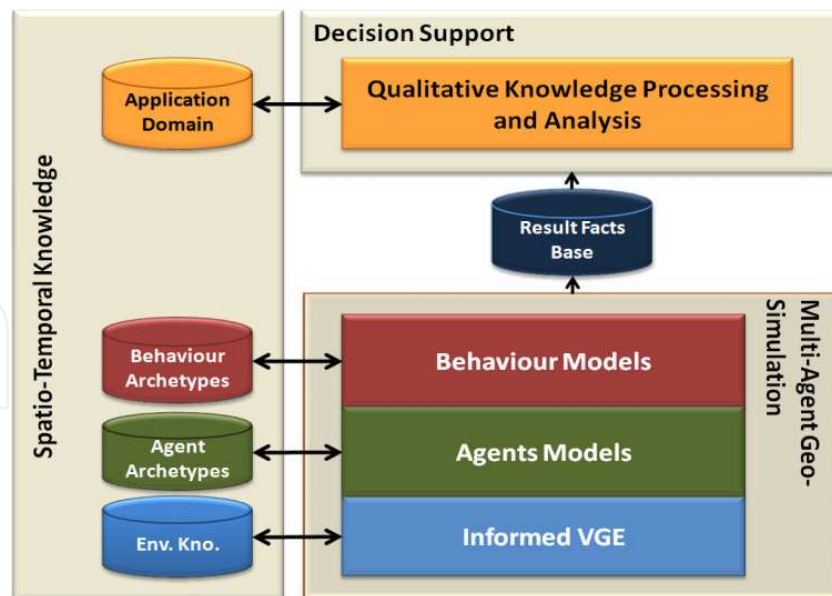 Spatio-Temporal Knowledge
Application
Domain
Behaviour
Archetypes
Agent
Archetypes
Env. Kno.
Decision Support
Qualitative Knowledge Processing
and Analysis
Result Facts
Base
Multi-Agent Geo-
Simulation
Behaviour Models
Agents Models
Informed VGE